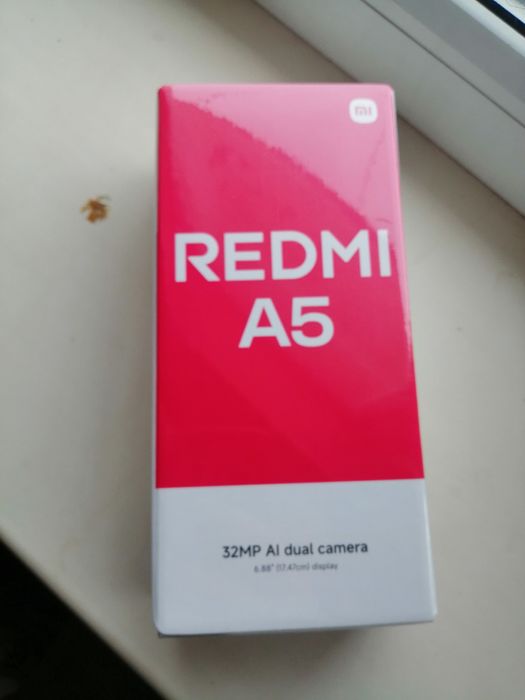 mi
REDMI
A5
32MP AI dual camera
6.88" (17.47cm) display